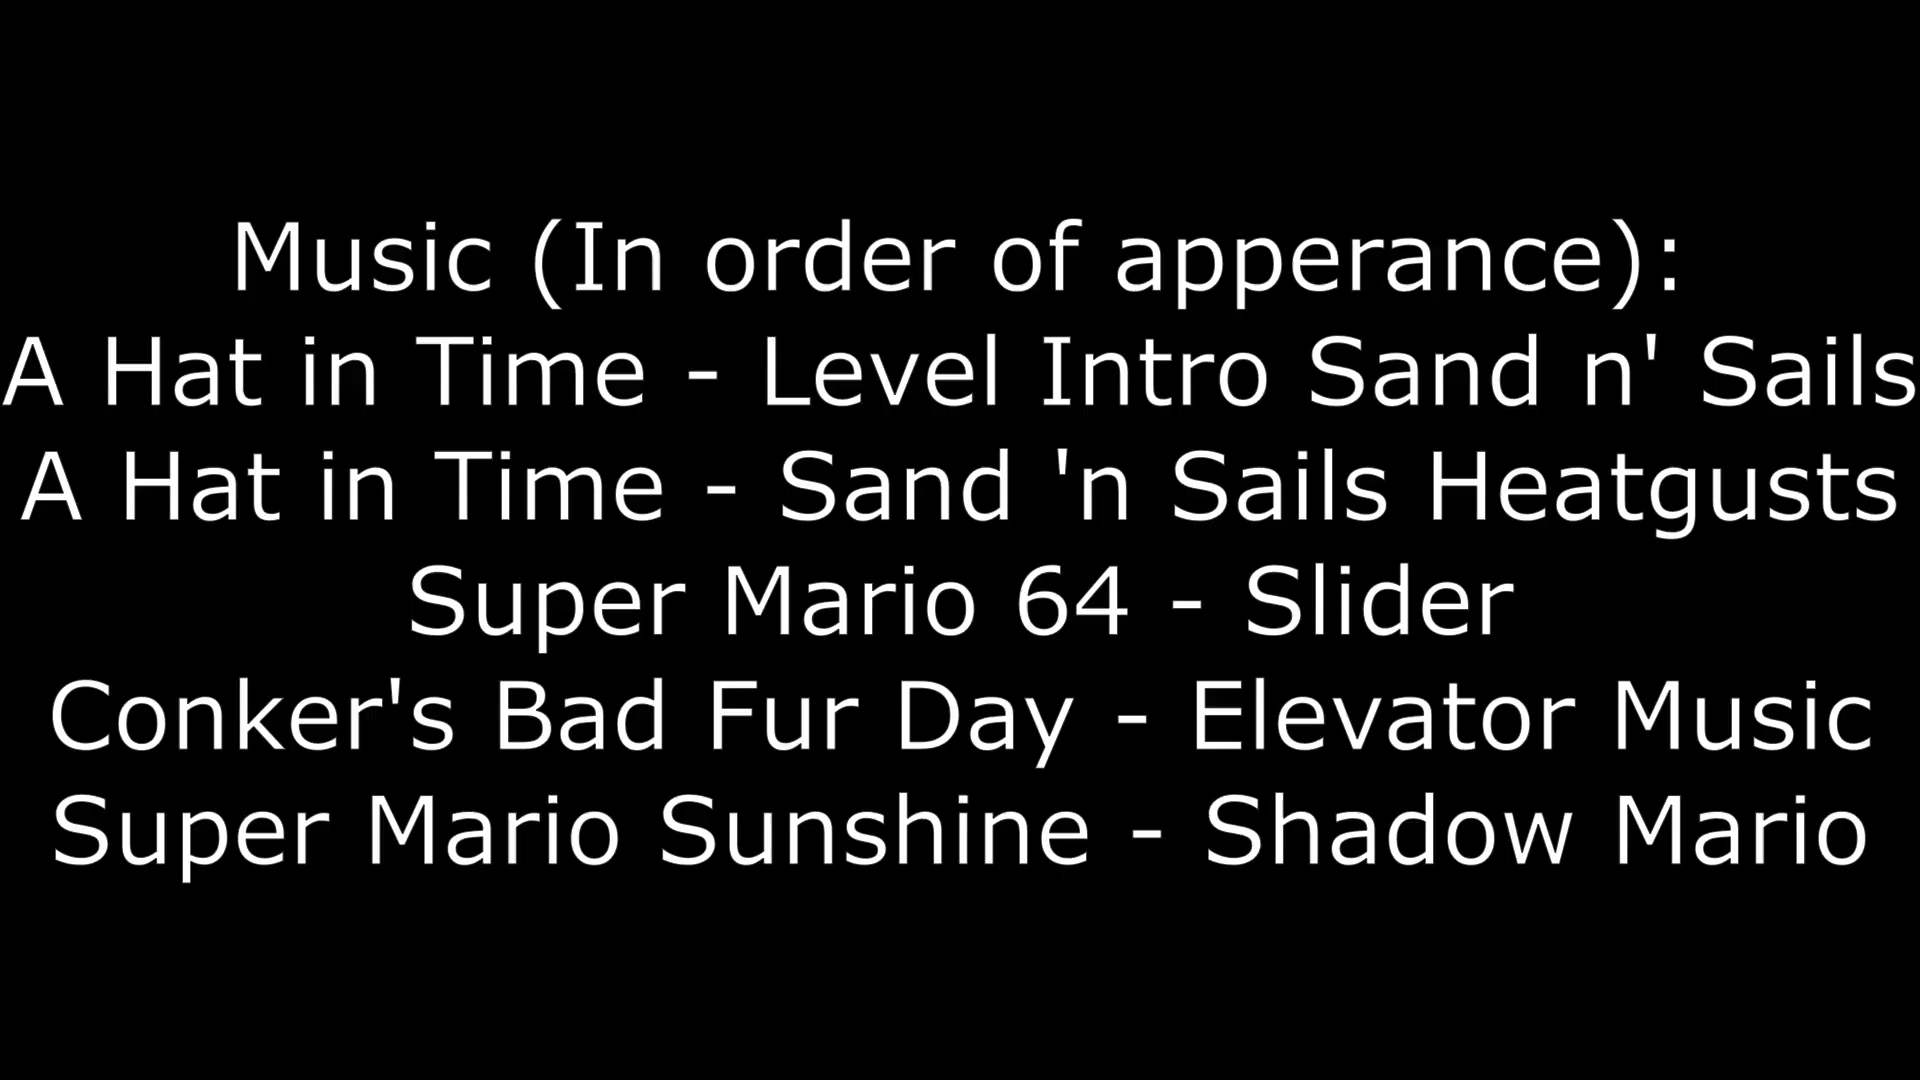 Music (In order of apperance):
A Hat in Time - Level Intro Sand n' Sails
A Hat in Time - Sand 'n Sails Heatgusts
Super Mario 64 - Slider
Conker's Bad Fur Day - Elevator Music
Super Mario Sunshine - Shadow Mario